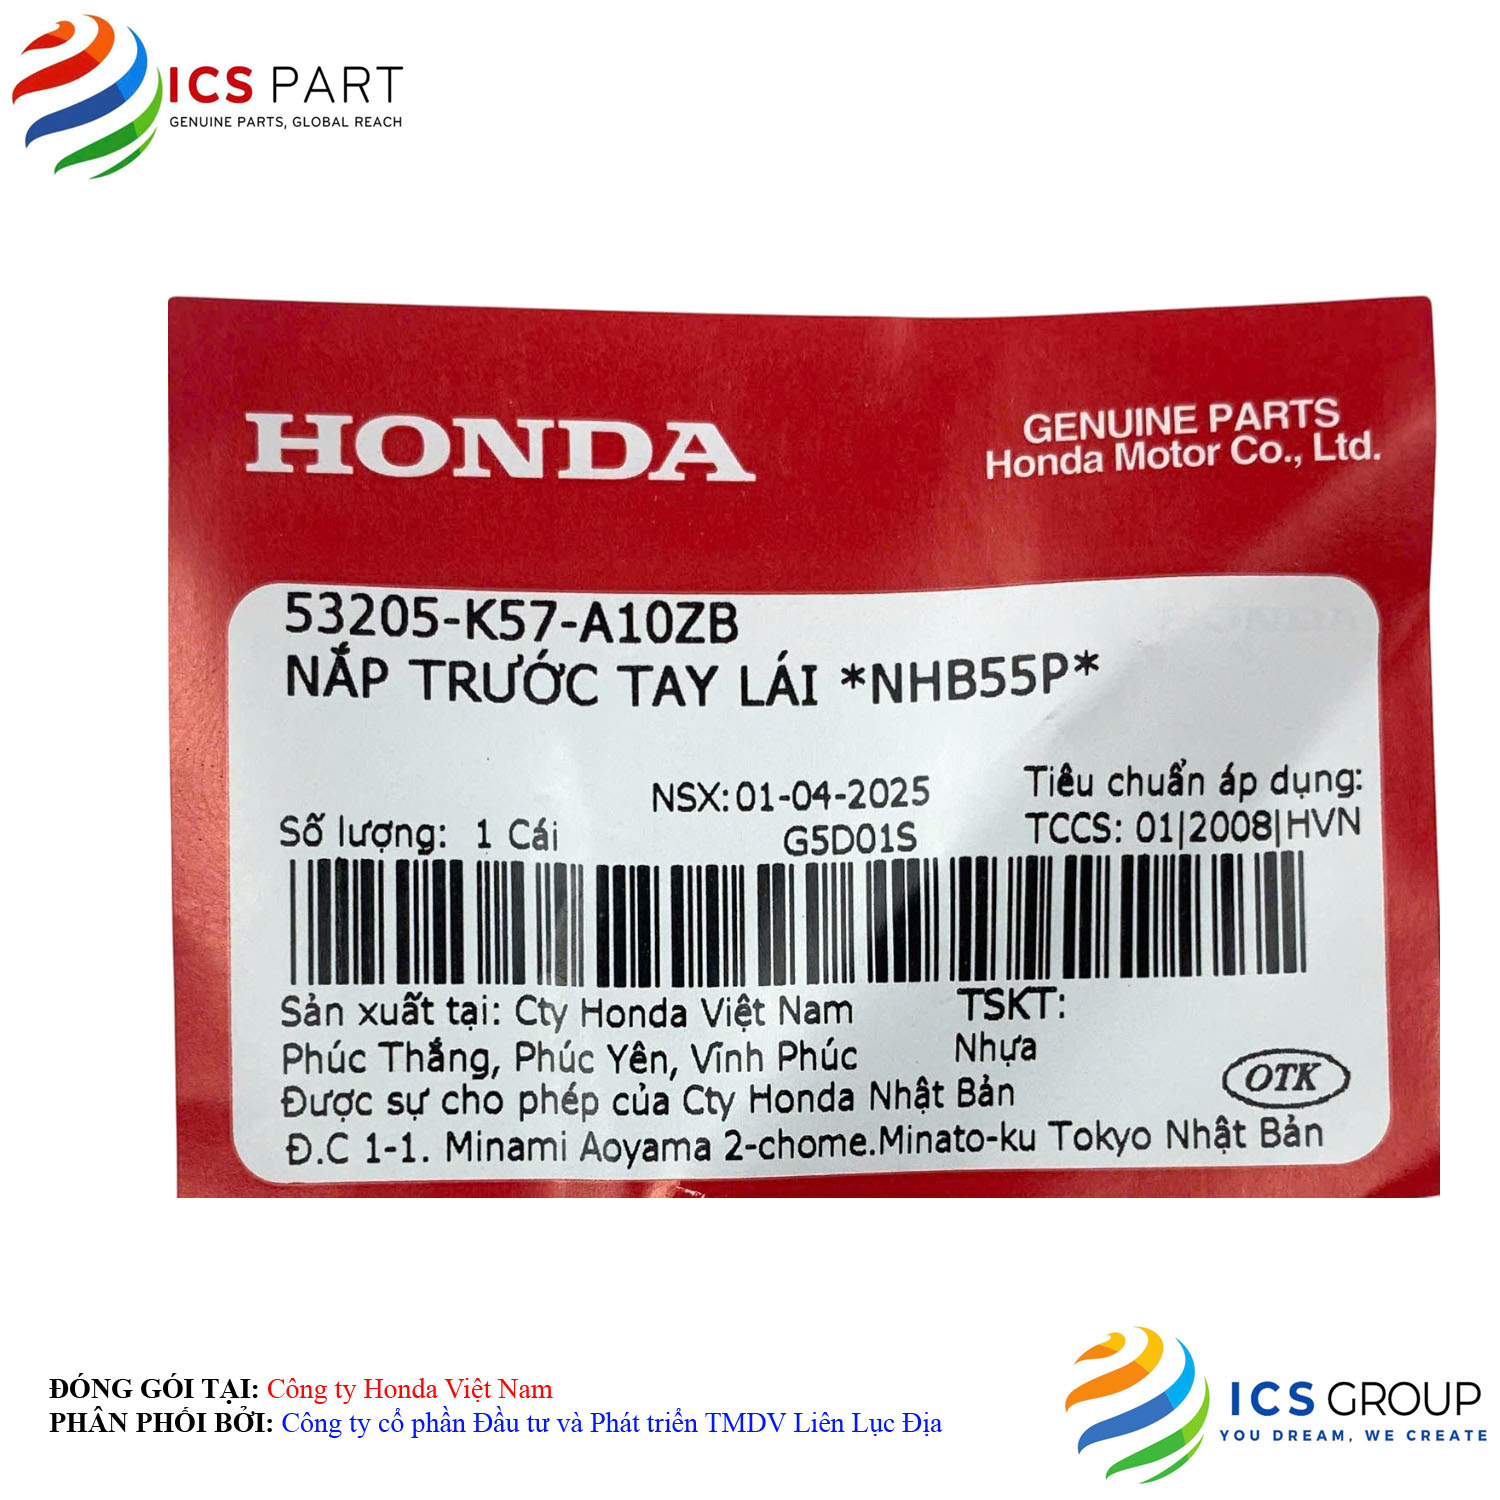 ICS PART
GENUINE PARTS, GLOBAL REACH
HONDA
GENUINE PARTS
Honda Motor Co., Ltd.
53205-K57-A10ZB
NẮP TRƯỚC TAY LÁI *NHB55P*
NSX: 01-04-2025
Tiêu chuẩn áp dụng:
Số lượng: 1 Cái
G5D01S
TCCS: 01|2008|HVN
Sản xuất tại: Cty Honda Việt Nam
TSKT:
Phúc Thắng, Phúc Yên, Vĩnh Phúc
Nhựa
Được sự cho phép của Cty Honda Nhật Bản
OTK
Đ.C 1-1. Minami Aoyama 2-chome.Minato-ku Tokyo Nhật Bản
ĐÓNG GÓI TẠI: Công ty Honda Việt Nam
PHÂN PHỐI BỞI: Công ty cổ phần Đầu tư và Phát triển TMDV Liên Lục Địa
ICS GROUP
YOU DREAM, WE CREATE